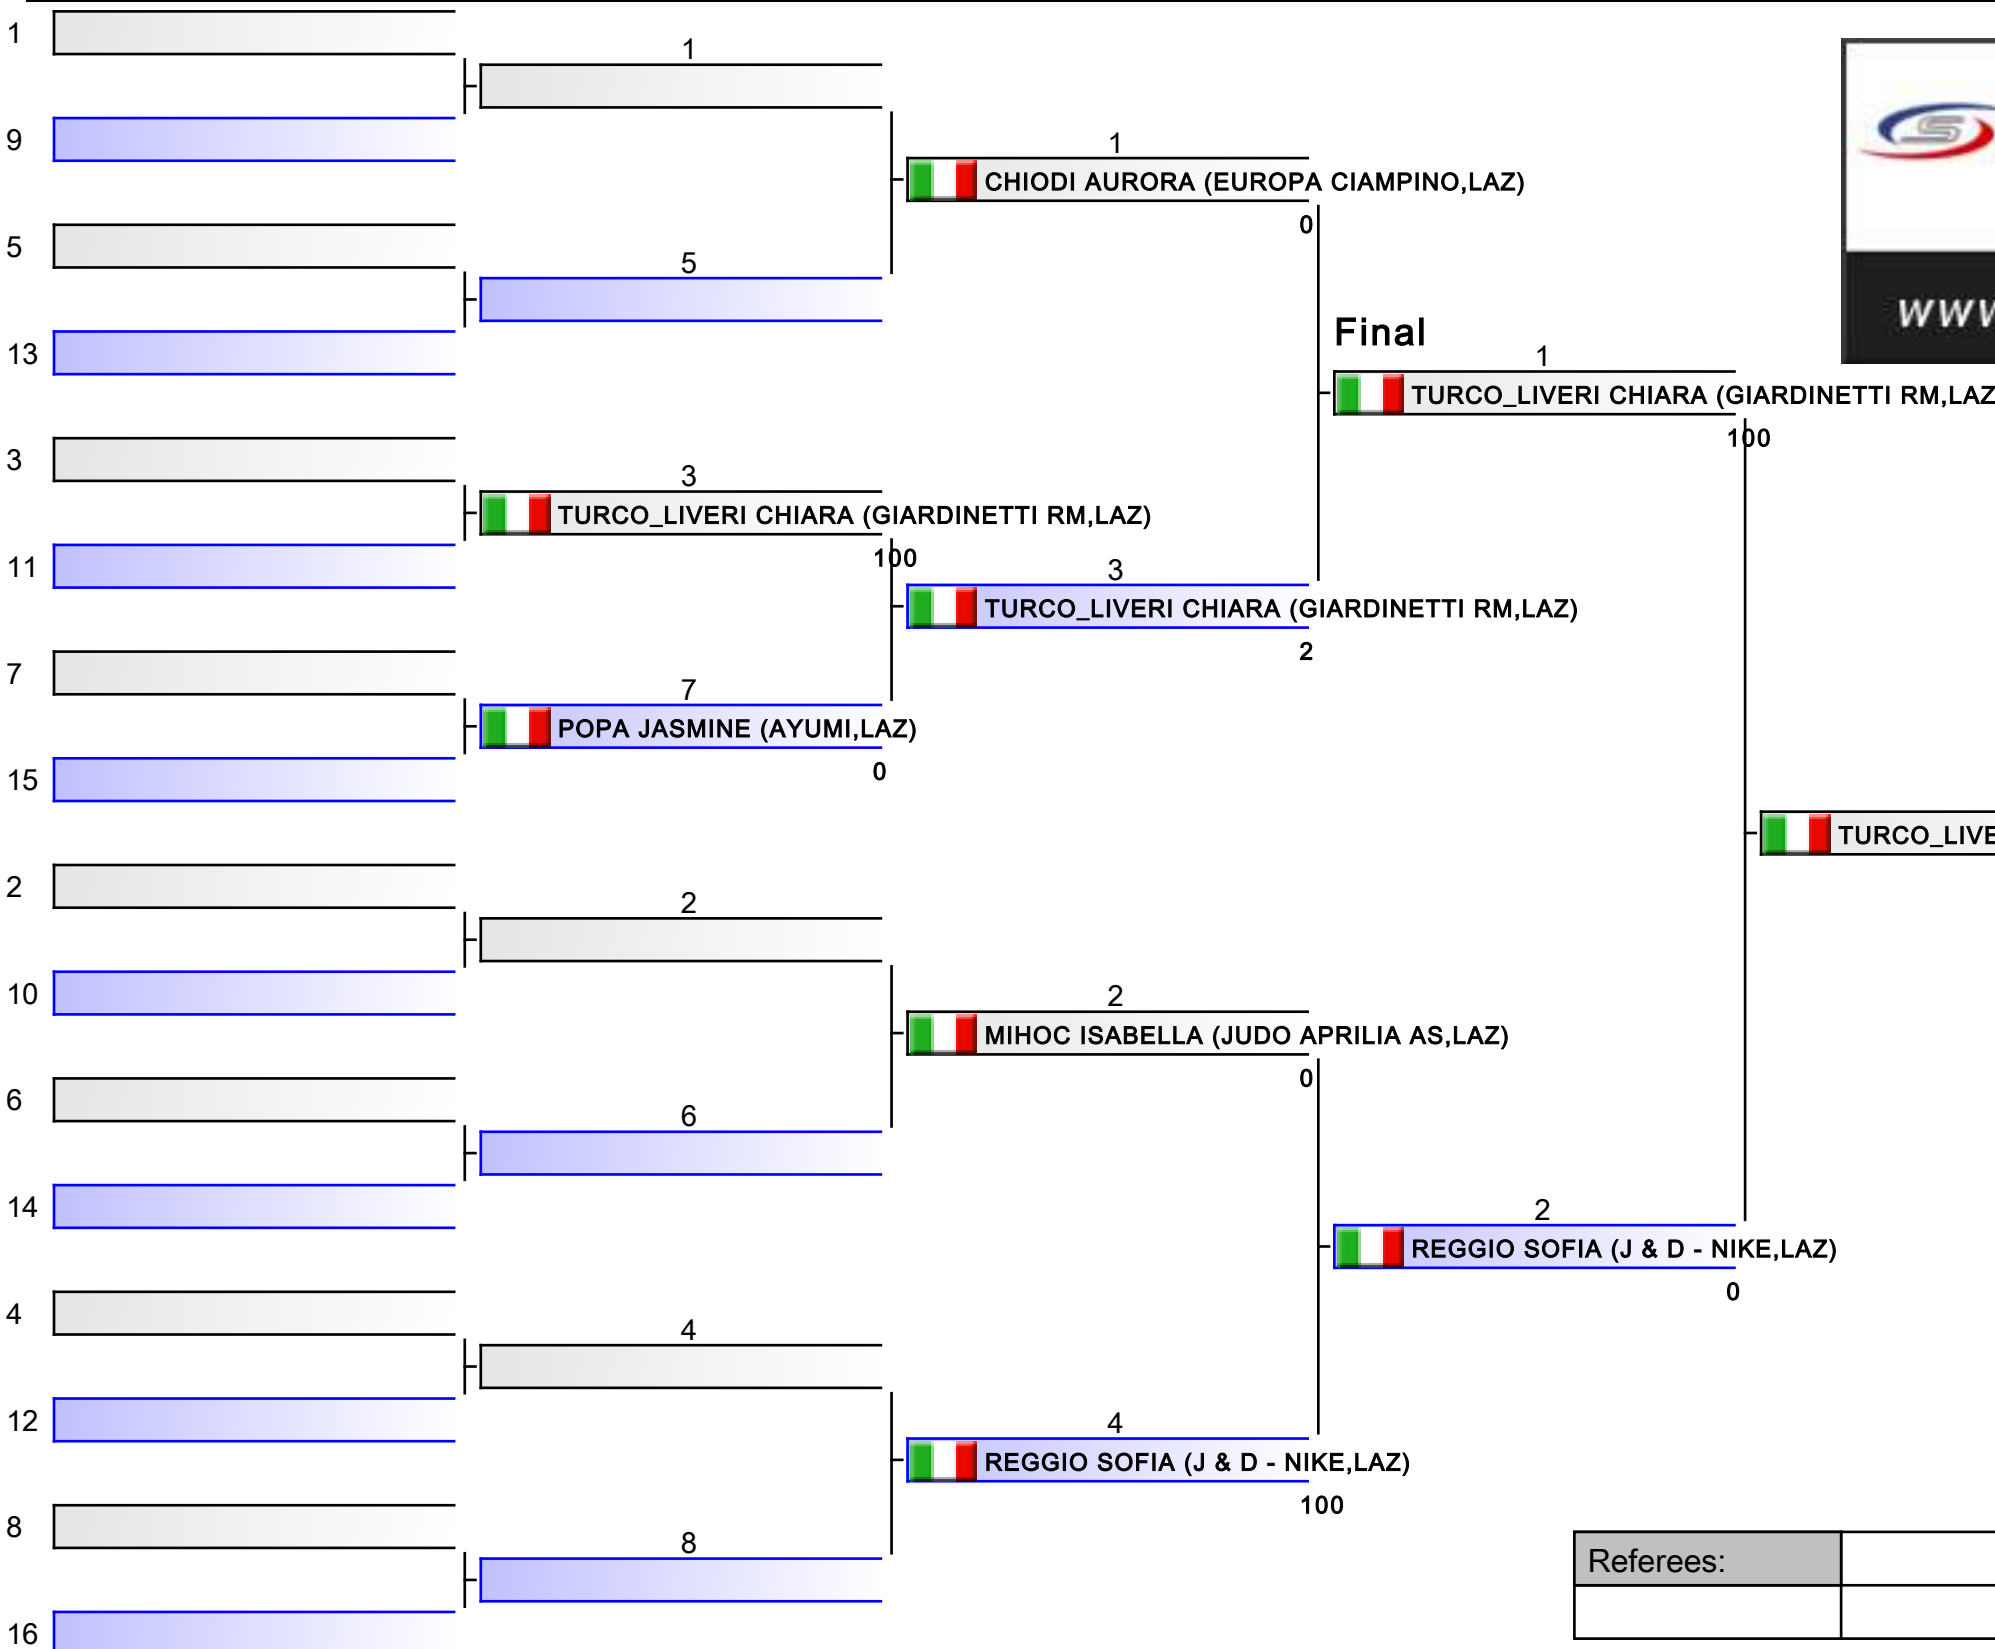 1
1
9
1
CHIODI AURORA (EUROPA CIAMPINO,LAZ)
0
5
5
13
Final
1
TURCO_LIVERI CHIARA (GIARDINETTI RM,LAZ
100
3
3
TURCO_LIVERI CHIARA (GIARDINETTI RM,LAZ)
100
11
3
TURCO_LIVERI CHIARA (GIARDINETTI RM,LAZ)
2
7
7
POPA JASMINE (AYUMI,LAZ)
0
15
TURCO_LIVE
2
2
10
2
MIHOC ISABELLA (JUDO APRILIA AS,LAZ)
0
6
6
14
2
REGGIO SOFIA (J & D - NIKE,LAZ)
0
4
4
12
4
REGGIO SOFIA (J & D - NIKE,LAZ)
100
8
8
16
Referees:
S
www